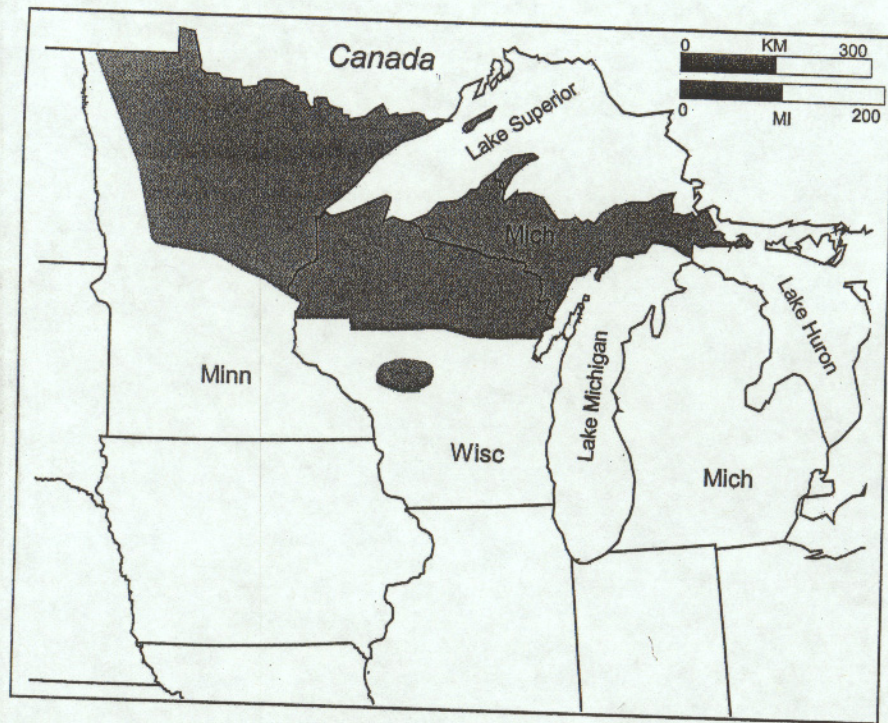 Canada
0 KM 300
0 MI 200
Lake Superior
Mich
Lake Huron
Minn
Lake Michigan
Wisc
Mich